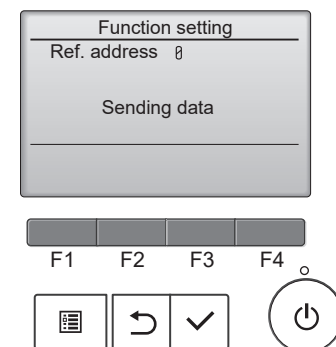 Function setting
Ref. address 0
Sending data
F1 F2 F3 F4